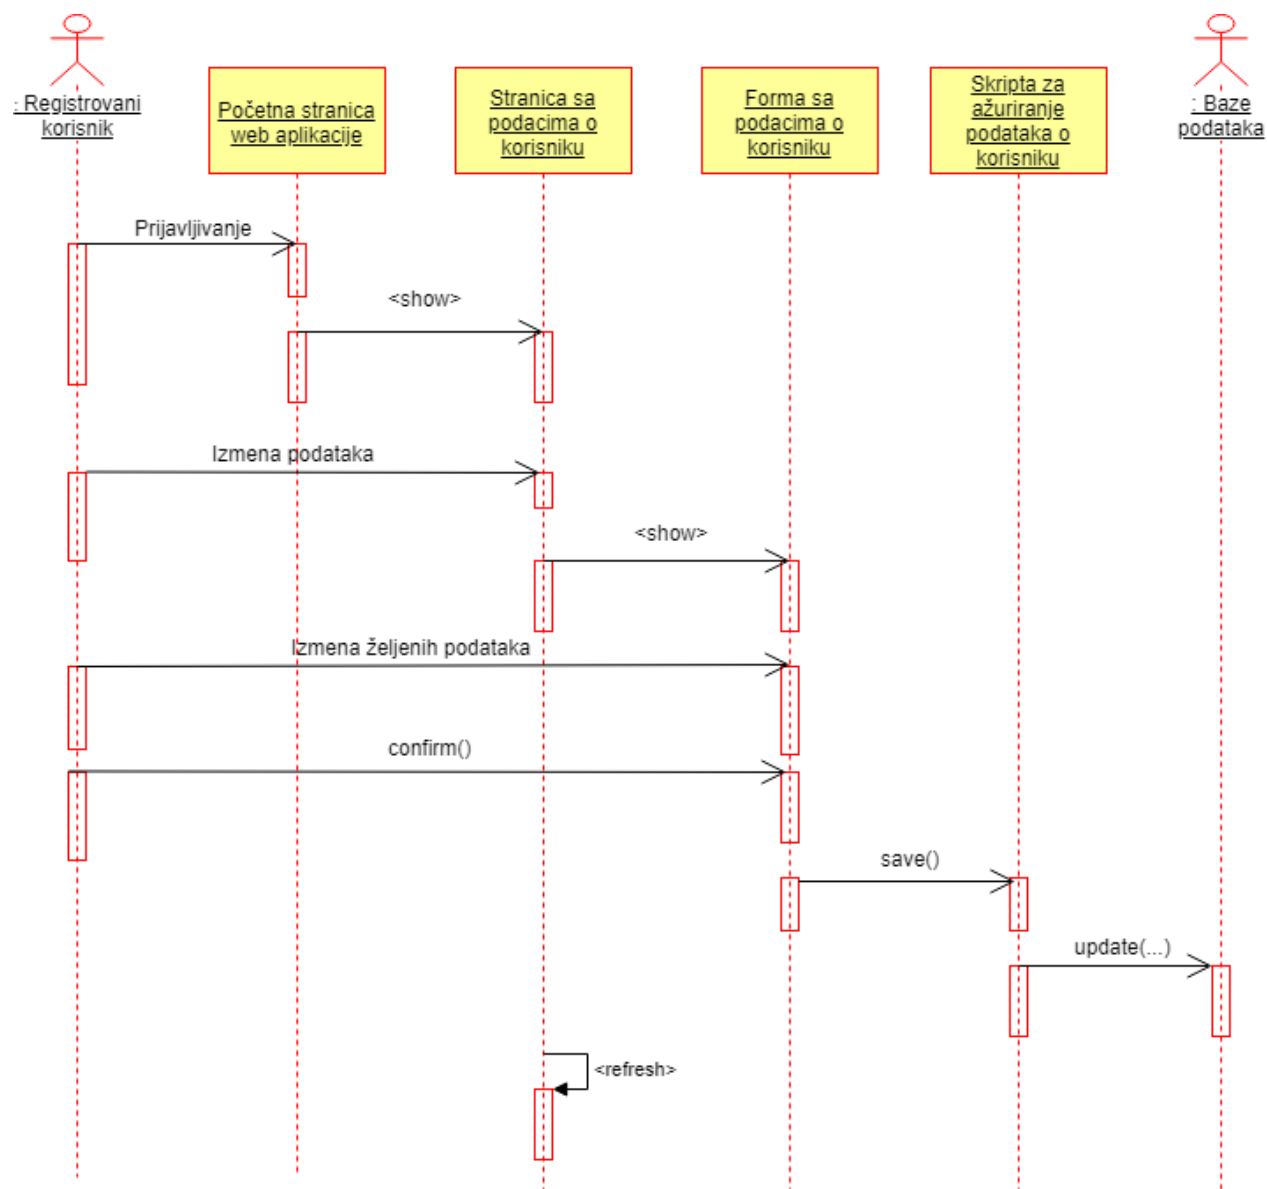 : Registrovani
korisnik
Početna stranica
web aplikacije
Stranica sa
podacima o
korisniku
Forma sa
podacima o
korisniku
Skripta za
ažuriranje
podataka o
korisniku
: Baze
podataka
Prijavljivanje
<show>
Izmena podataka
<show>
Izmena željenih podataka
confirm()
save()
update(...)
<refresh>